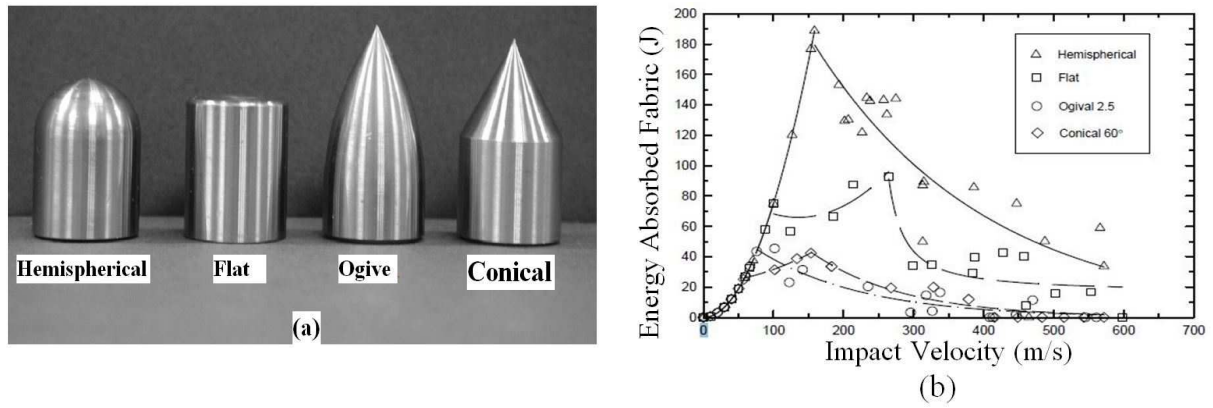 Hemispherical
Flat
Ogive
Conical
(a)
Energy Absorbed Fabric (J)
200
180
160
140
120
100
80
60
40
20
0
Hemispherical
Flat
Ogival 2.5
Conical 60°
0
100
200
300
400
500
600
700
Impact Velocity (m/s)
(b)